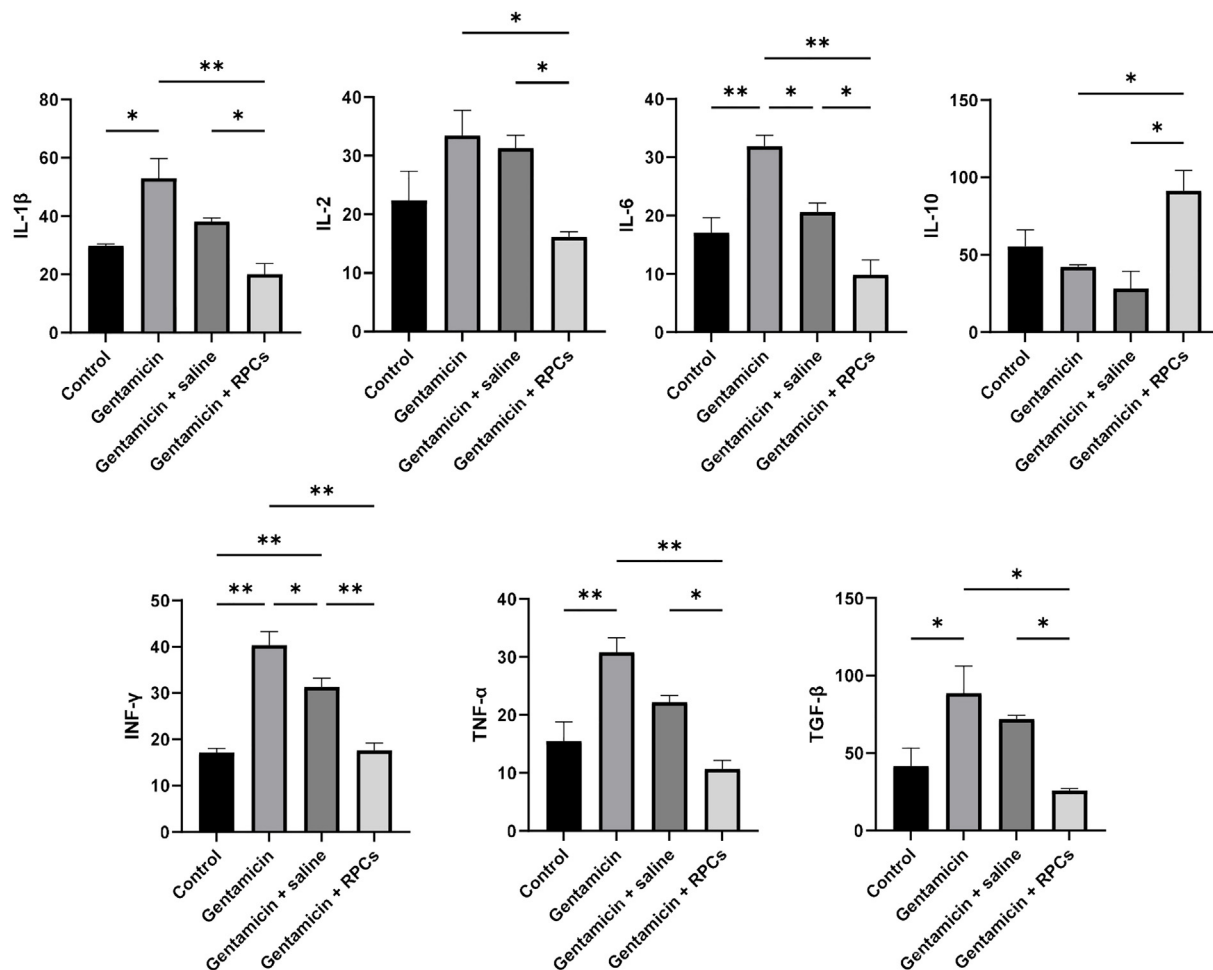 * ** *
** * *
IL-1β
80
60
40
20
0
Control
Gentamicin
Gentamicin + saline
Gentamicin + RPCs
*
*
IL-2
40
30
20
10
0
Control
Gentamicin
Gentamicin + saline
Gentamicin + RPCs
**
** * *
IL-6
40
30
20
10
0
Control
Gentamicin
Gentamicin + saline
Gentamicin + RPCs
*
*
IL-10
150
100
50
0
Control
Gentamicin
Gentamicin + saline
Gentamicin + RPCs
**
**
** * **
INF-γ
50
40
30
20
10
0
Control
Gentamicin
Gentamicin + saline
Gentamicin + RPCs
**
** *
TNF-α
40
30
20
10
0
Control
Gentamicin
Gentamicin + saline
Gentamicin + RPCs
*
* *
TGF-β
150
100
50
0
Control
Gentamicin
Gentamicin + saline
Gentamicin + RPCs